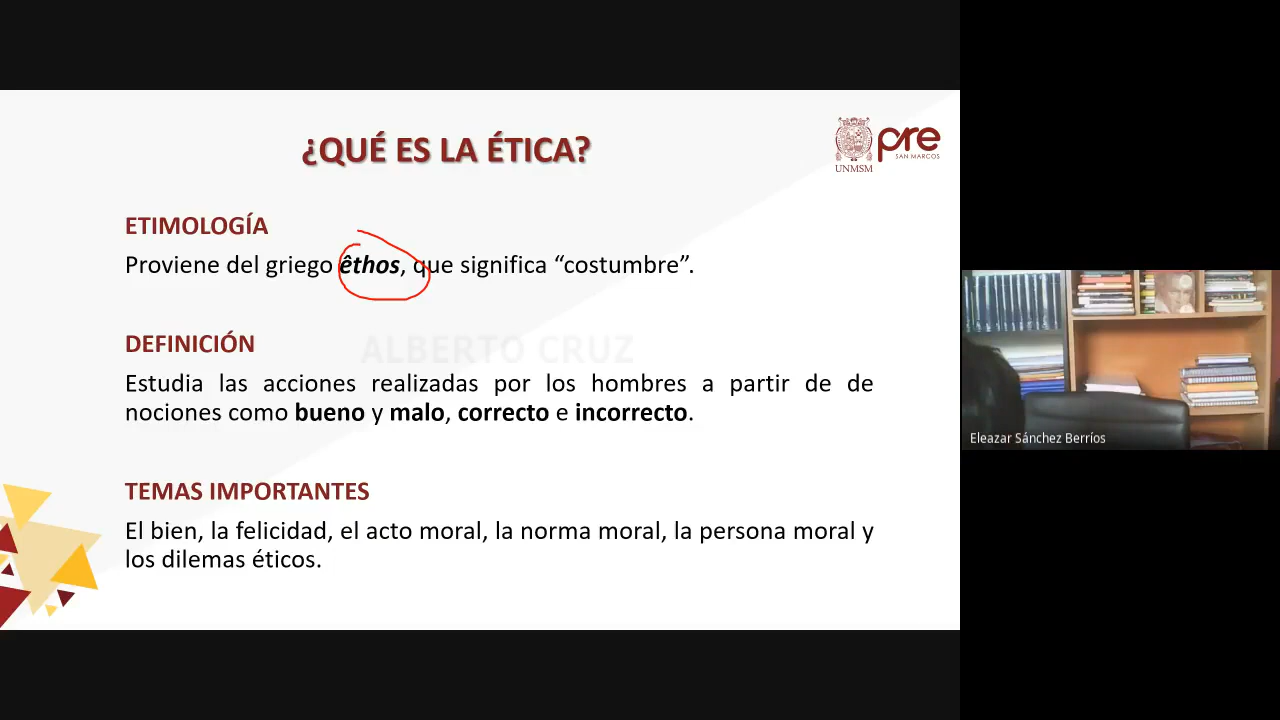 ¿QUÉ ES LA ÉTICA?
UNMSM
pre
SAN MARCOS
ETIMOLOGÍA
Proviene del griego êthos, que significa “costumbre”.
DEFINICIÓN
ALBERTO CRUZ
Estudia las acciones realizadas por los hombres a partir de de
nociones como bueno y malo, correcto e incorrecto.
TEMAS IMPORTANTES
El bien, la felicidad, el acto moral, la norma moral, la persona moral y
los dilemas éticos.
Eleazar Sánchez Berríos